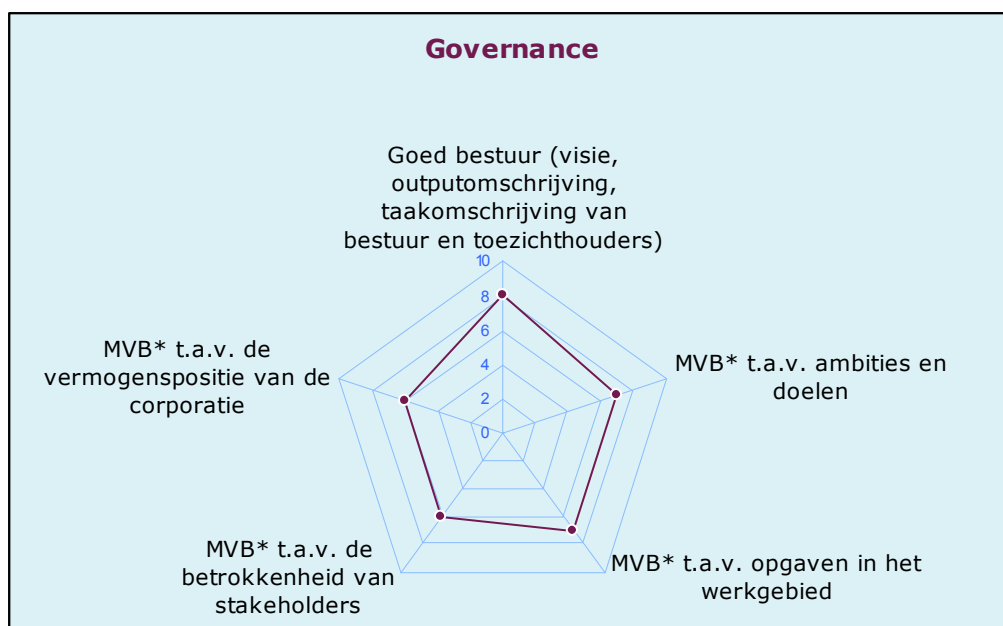 Governance
Goed bestuur (visie,
outputomschrijving,
taakomschrijving van
bestuur en toezichthouders)
10
8
6
4
2
0
MVB* t.a.v. ambities en
doelen
MVB* t.a.v. opgaven in het
werkgebied
MVB* t.a.v. de
betrokkenheid van
stakeholders
MVB* t.a.v. de
vermogenspositie van de
corporatie